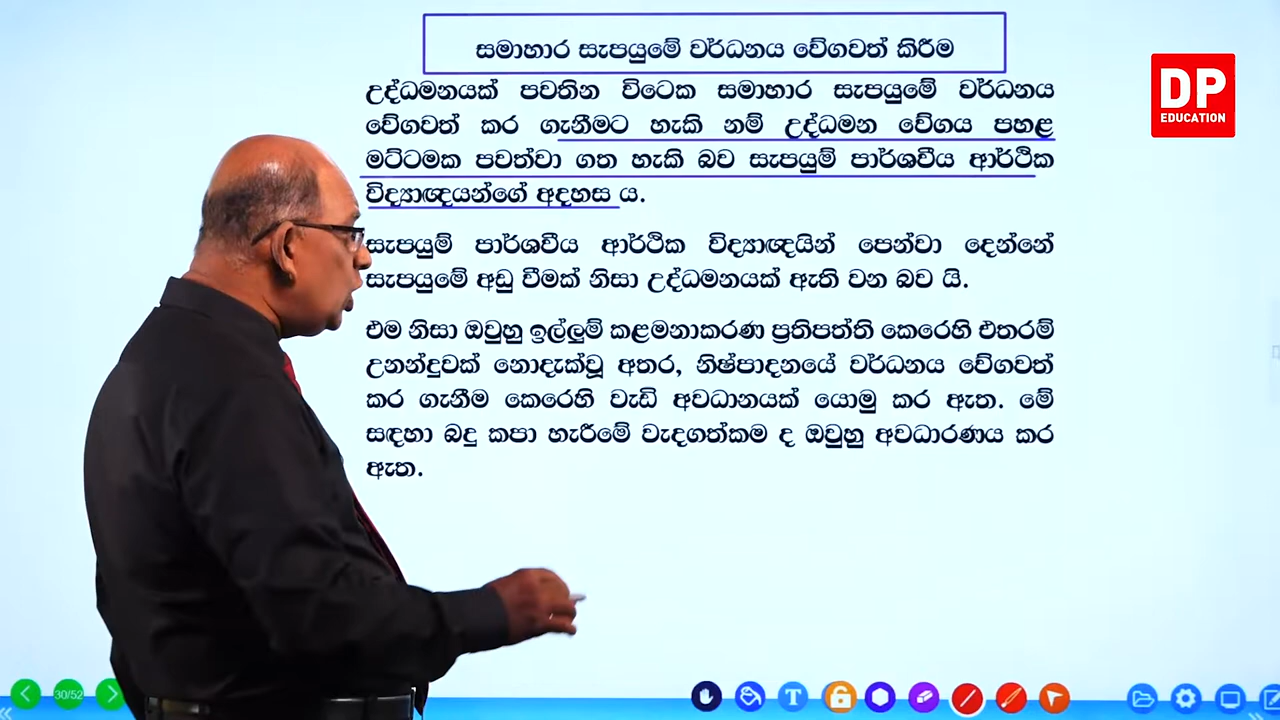 සමාහාර සැපයුමේ වර්ධනය වේගවත් කිරීම
DP
EDUCATION
උද්ධමනයක් පවතින විටෙක සමාහාර සැපයුමේ වර්ධනය
වේගවත් කර ගැනීමට හැකි නම් උද්ධමන වේගය පහළ
මට්ටමක පවත්වා ගත හැකි බව සැපයුම් පාර්ශවීය ආර්ථික
විද්‍යාඥයන්ගේ අදහස ය.
සැපයුම් පාර්ශවීය ආර්ථික විද්‍යාඥයින් පෙන්වා දෙන්නේ
සැපයුමේ අඩු වීමක් නිසා උද්ධමනයක් ඇති වන බව යි.
එම නිසා ඔවුහු ඉල්ලුම් කළමනාකරණ ප්‍රතිපත්ති කෙරෙහි එතරම්
උනන්දුවක් නොදැක්වූ අතර, නිෂ්පාදනයේ වර්ධනය වේගවත්
කර ගැනීම කෙරෙහි වැඩි අවධානයක් යොමු කර ඇත. මේ
සඳහා බදු කපා හැරීමේ වැදගත්කම ද ඔවුහු අවධාරණය කර
ඇත.
30/52